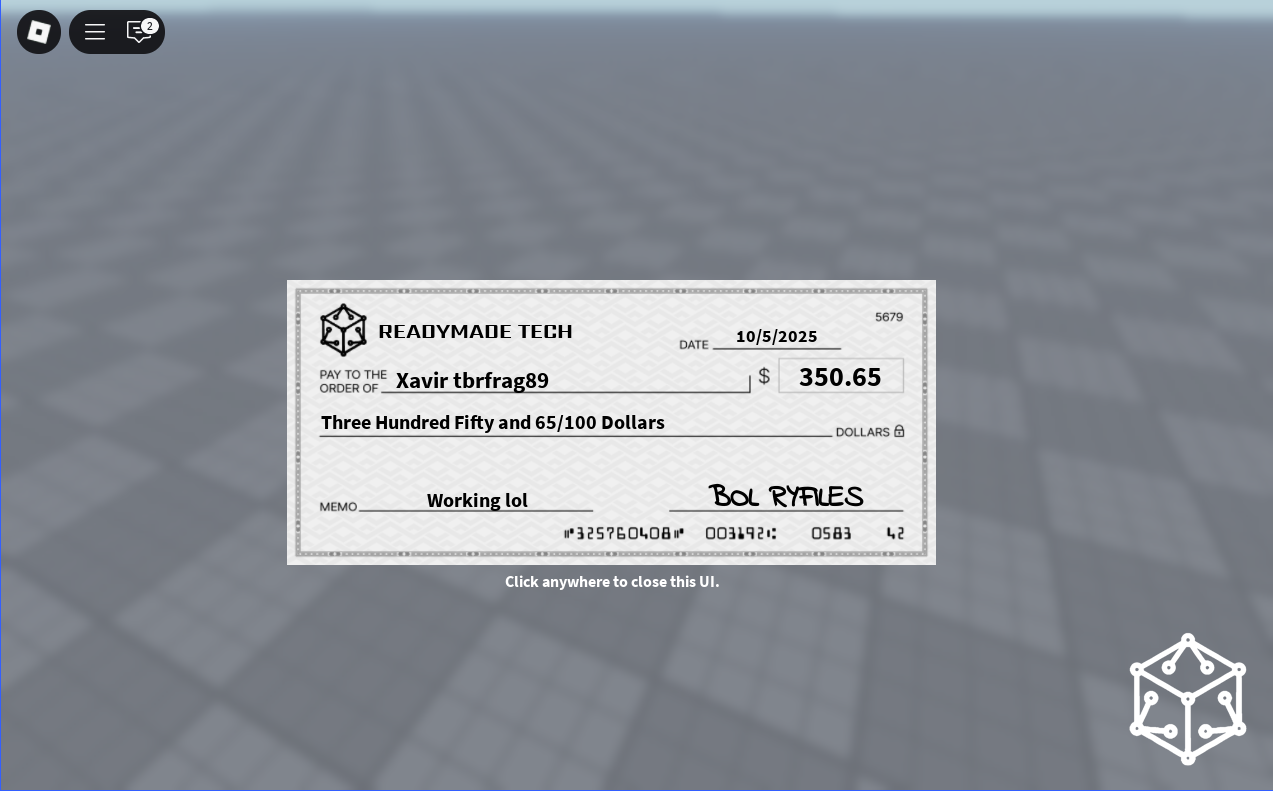 2
READYMADE TECH
5679
DATE 10/5/2025
PAY TO THE
ORDER OF Xavir tbrfrag89
$ 350.65
Three Hundred Fifty and 65/100 Dollars
DOLLARS
MEMO Working lol
BOL RYFILES
⑈325760408⑈ 003192⑆ 0583 42
Click anywhere to close this UI.